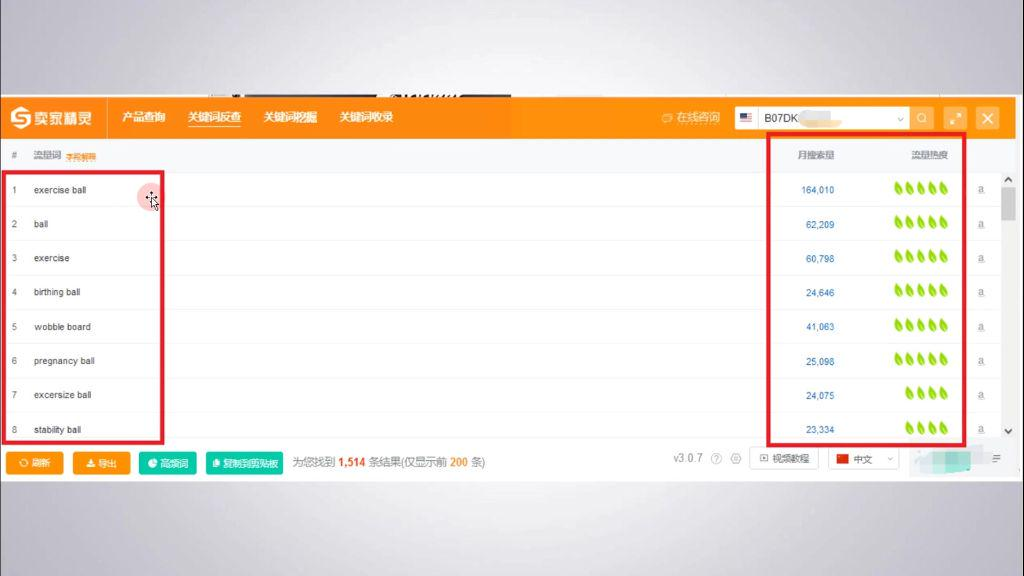 卖家精灵 产品查询 关键词反查 关键词挖掘 关键词收录 在线咨询 B07DK
# 流量词 字段解释 月搜索量 流量热度
1 exercise ball 164,010 a
2 ball 62,209 a
3 exercise 60,798 a
4 birthing ball 24,646 a
5 wobble board 41,063 a
6 pregnancy ball 25,098 a
7 excersize ball 24,075 a
8 stability ball 23,334 a
刷新 导出 高频词 复制到剪贴板 为您找到 1,514 条结果(仅显示前 200 条) v3.0.7 视频教程 中文